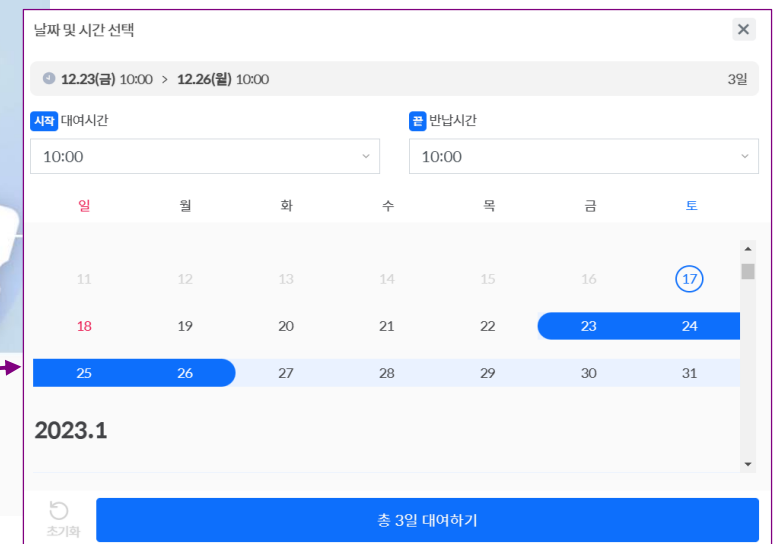 날짜 및 시간 선택
12.23(금) 10:00 > 12.26(월) 10:00 3일
시작 대여시간 끝 반납시간
10:00 10:00
일 월 화 수 목 금 토
11 12 13 14 15 16 17
18 19 20 21 22 23 24
25 26 27 28 29 30 31
2023.1
초기화 총 3일 대여하기